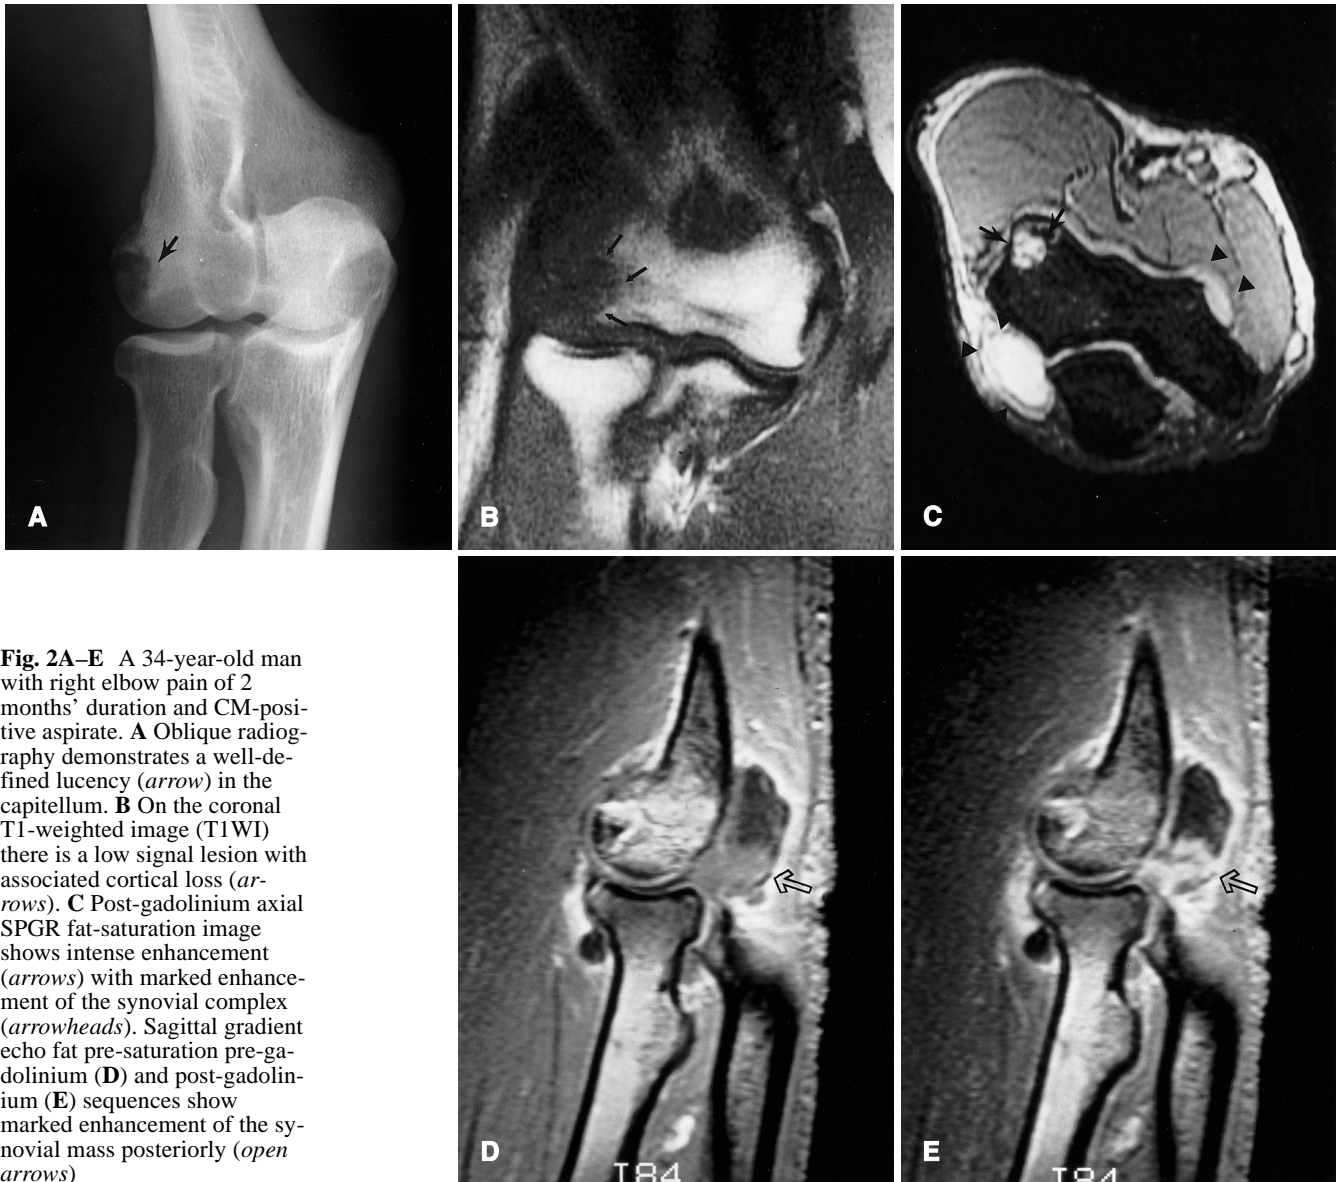 A
B
C
Fig. 2A–E A 34-year-old man
with right elbow pain of 2
months' duration and CM-posi-
tive aspirate. A Oblique radiog-
raphy demonstrates a well-de-
fined lucency (arrow) in the
capitellum. B On the coronal
T1-weighted image (T1WI)
there is a low signal lesion with
associated cortical loss (ar-
rows). C Post-gadolinium axial
SPGR fat-saturation image
shows intense enhancement
(arrows) with marked enhance-
ment of the synovial complex
(arrowheads). Sagittal gradient
echo fat pre-saturation pre-ga-
dolinium (D) and post-gadolin-
ium (E) sequences show
marked enhancement of the sy-
novial mass posteriorly (open
arrows)
D
I84
E
I84